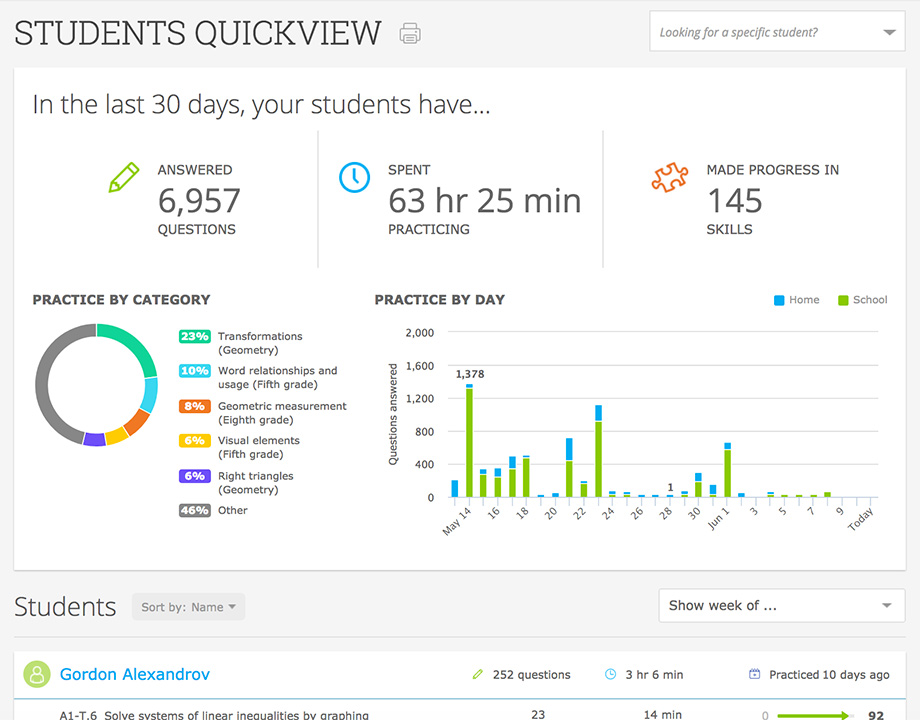 STUDENTS QUICKVIEW
Looking for a specific student?
In the last 30 days, your students have...
ANSWERED
6,957
QUESTIONS
SPENT
63 hr 25 min
PRACTICING
MADE PROGRESS IN
145
SKILLS
PRACTICE BY CATEGORY
23% Transformations
(Geometry)
10% Word relationships and
usage (Fifth grade)
8% Geometric measurement
(Eighth grade)
6% Visual elements
(Fifth grade)
6% Right triangles
(Geometry)
46% Other
PRACTICE BY DAY
Home
School
Questions answered
2,000
1,600
1,200
800
400
0
1,378
1
May 14
16
18
20
22
24
26
28
30
Jun 1
3
5
7
9
Today
Students
Sort by: Name
Show week of ...
Gordon Alexandrov
252 questions
3 hr 6 min
Practiced 10 days ago
A1-T.6 Solve systems of linear inequalities by graphing
23
14 min
0
92